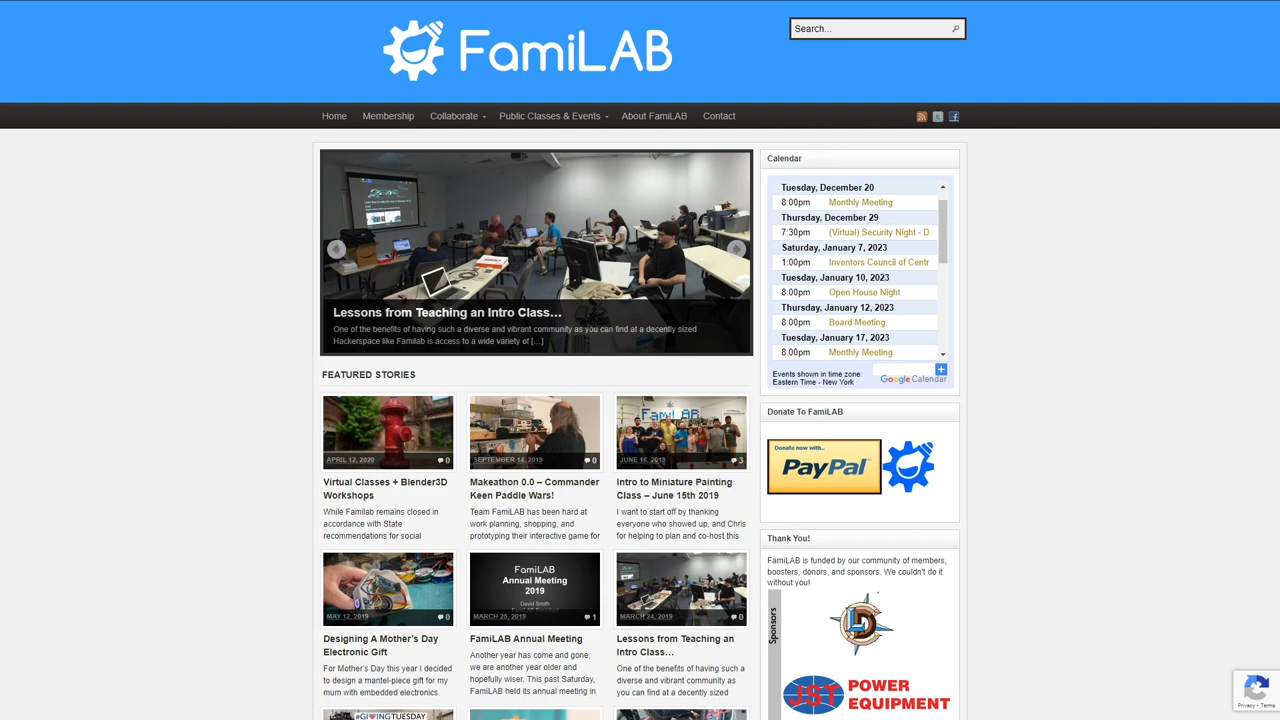 FamiLAB
Search...
Home
Membership
Collaborate
Public Classes & Events
About FamiLAB
Contact
Lessons from Teaching an Intro Class…
One of the benefits of having such a diverse and vibrant community as you can find at a decently sized
Hackerspace like Familab is access to a wide variety of […]
FEATURED STORIES
APRIL 12, 2020
0
Virtual Classes + Blender3D
Workshops
While Familab remains closed in
accordance with State
recommendations for social
SEPTEMBER 14, 2019
0
Makeathon 0.0 – Commander
Keen Paddle Wars!
Team FamiLAB has been hard at
work planning, shopping, and
prototyping their interactive game for
FamiLAB
JUNE 16, 2019
3
Intro to Miniature Painting
Class – June 15th 2019
I want to start off by thanking
everyone who showed up, and Chris
for helping to plan and co-host this
MAY 12, 2019
0
Designing A Mother's Day
Electronic Gift
For Mother's Day this year I decided
to design a mantel-piece gift for my
mum with embedded electronics.
FamiLAB
Annual Meeting
2019
David Smith
MARCH 25, 2019
1
FamiLAB Annual Meeting
Another year has come and gone,
we are another year older and
hopefully wiser. This past Saturday,
FamiLAB held its annual meeting in
MARCH 24, 2019
0
Lessons from Teaching an
Intro Class…
One of the benefits of having such a
diverse and vibrant community as
you can find at a decently sized
#GIVINGTUESDAY
Calendar
Tuesday, December 20
8:00pm Monthly Meeting
Thursday, December 29
7:30pm (Virtual) Security Night - D
Saturday, January 7, 2023
1:00pm Inventors Council of Centr
Tuesday, January 10, 2023
8:00pm Open House Night
Thursday, January 12, 2023
8:00pm Board Meeting
Tuesday, January 17, 2023
8:00pm Monthly Meeting
Events shown in time zone:
Eastern Time - New York
Google Calendar
Donate To FamiLAB
Donate now with..
PayPal
Thank You!
FamiLAB is funded by our community of members,
boosters, donors, and sponsors. We couldn't do it
without you!
Sponsors
JST
POWER
EQUIPMENT
Privacy - Terms